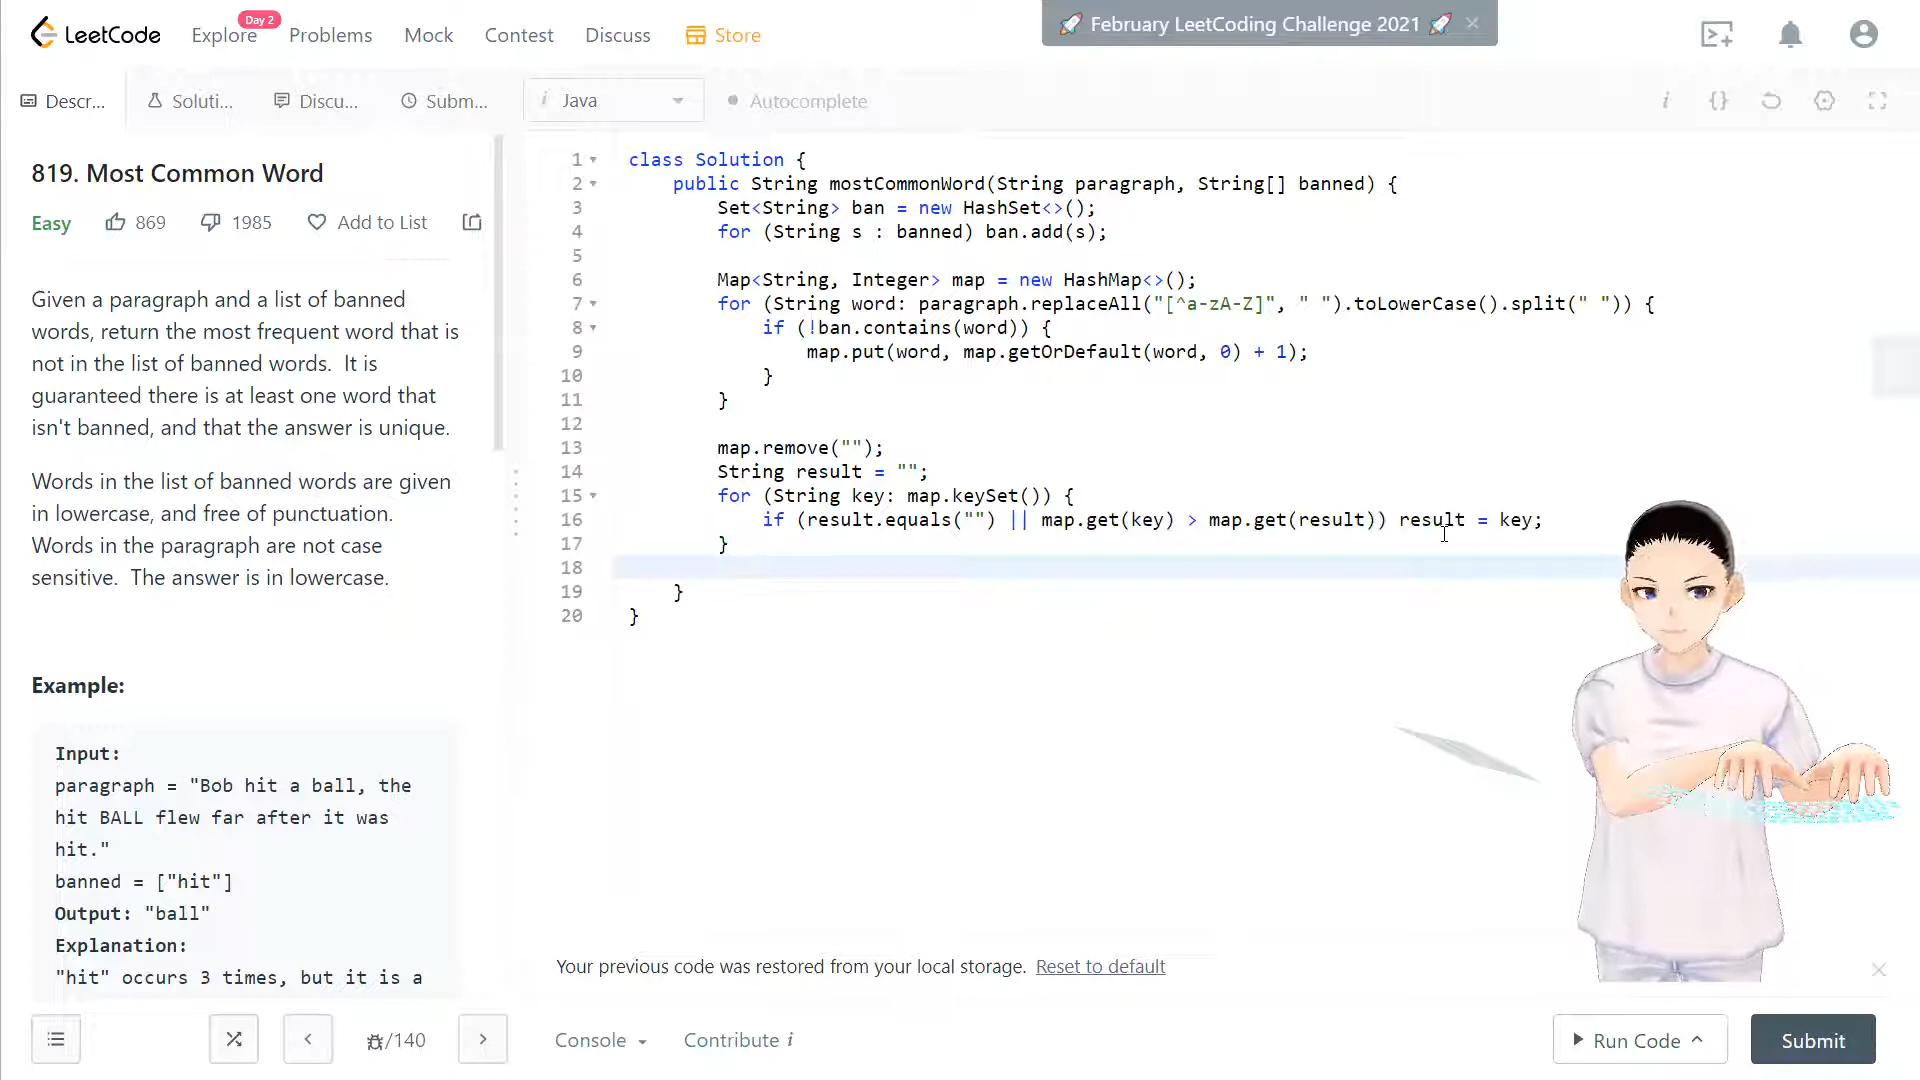 LeetCode
Explore
Day 2
Problems
Mock
Contest
Discuss
Store
🚀 February LeetCoding Challenge 2021 🚀
Descr...
Soluti...
Discu...
Subm...
i Java
Autocomplete
819. Most Common Word
Easy
869
1985
Add to List
Given a paragraph and a list of banned
words, return the most frequent word that is
not in the list of banned words.  It is
guaranteed there is at least one word that
isn't banned, and that the answer is unique.
Words in the list of banned words are given
in lowercase, and free of punctuation.
Words in the paragraph are not case
sensitive.  The answer is in lowercase.
Example:
Input:
paragraph = "Bob hit a ball, the
hit BALL flew far after it was
hit."
banned = ["hit"]
Output: "ball"
Explanation:
"hit" occurs 3 times, but it is a
1 class Solution {
2     public String mostCommonWord(String paragraph, String[] banned) {
3         Set<String> ban = new HashSet<>();
4         for (String s : banned) ban.add(s);
5
6         Map<String, Integer> map = new HashMap<>();
7         for (String word: paragraph.replaceAll("[^a-zA-Z]", " ").toLowerCase().split(" ")) {
8             if (!ban.contains(word)) {
9                 map.put(word, map.getOrDefault(word, 0) + 1);
10             }
11         }
12
13         map.remove("");
14         String result = "";
15         for (String key: map.keySet()) {
16             if (result.equals("") || map.get(key) > map.get(result)) result = key;
17         }
18
19     }
20 }
Your previous code was restored from your local storage. Reset to default
/140
Console
Contribute i
Run Code
Submit